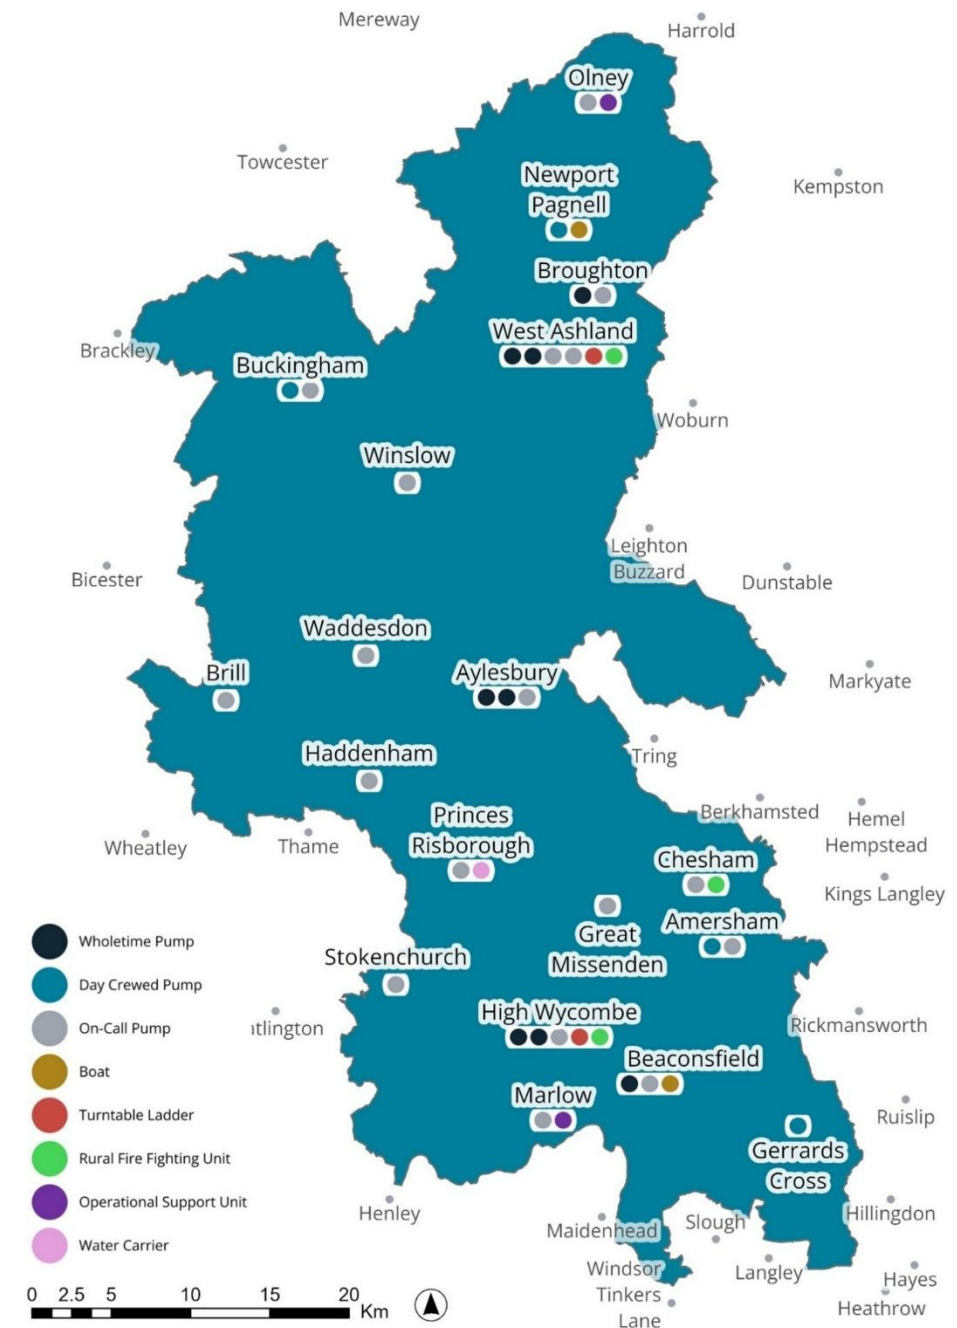 Mereway
Harrold
Olney
Towcester
Kempston
Newport
Pagnell
Broughton
West Ashland
Brackley
Buckingham
Woburn
Winslow
Leighton
Buzzard
Bicester
Dunstable
Waddesdon
Brill
Aylesbury
Markyate
Haddenham
Tring
Princes
Risborough
Berkhamsted
Hemel
Hempstead
Wheatley
Thame
Chesham
Kings Langley
Amersham
Great
Missenden
Stokenchurch
High Wycombe
tlington
Rickmansworth
Beaconsfield
Marlow
Ruislip
Gerrards
Cross
Henley
Maidenhead
Slough
Hillingdon
Windsor
Tinkers
Lane
Langley
Hayes
Heathrow
Wholetime Pump
Day Crewed Pump
On-Call Pump
Boat
Turntable Ladder
Rural Fire Fighting Unit
Operational Support Unit
Water Carrier
0 2.5 5 10 15 20
Km